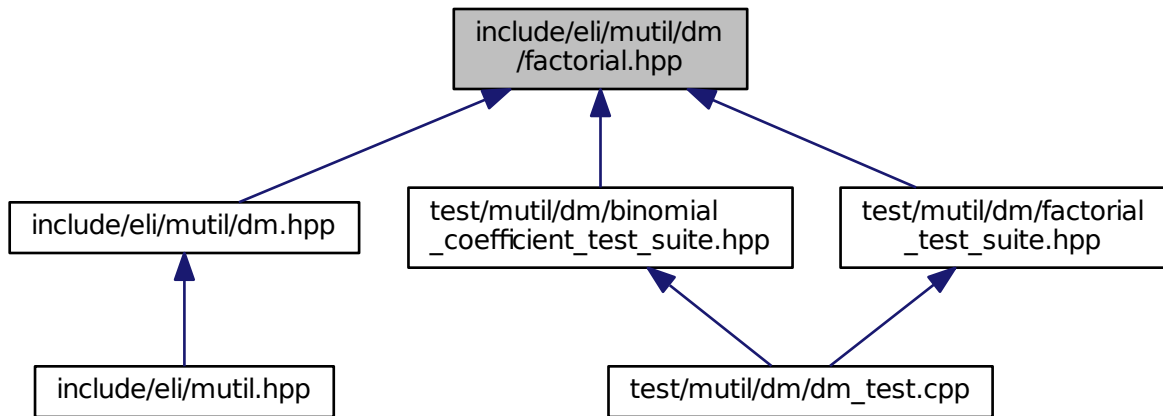 include/eli/mutil/dm
/factorial.hpp
include/eli/mutil/dm.hpp
test/mutil/dm/binomial
_coefficient_test_suite.hpp
test/mutil/dm/factorial
_test_suite.hpp
include/eli/mutil.hpp
test/mutil/dm/dm_test.cpp